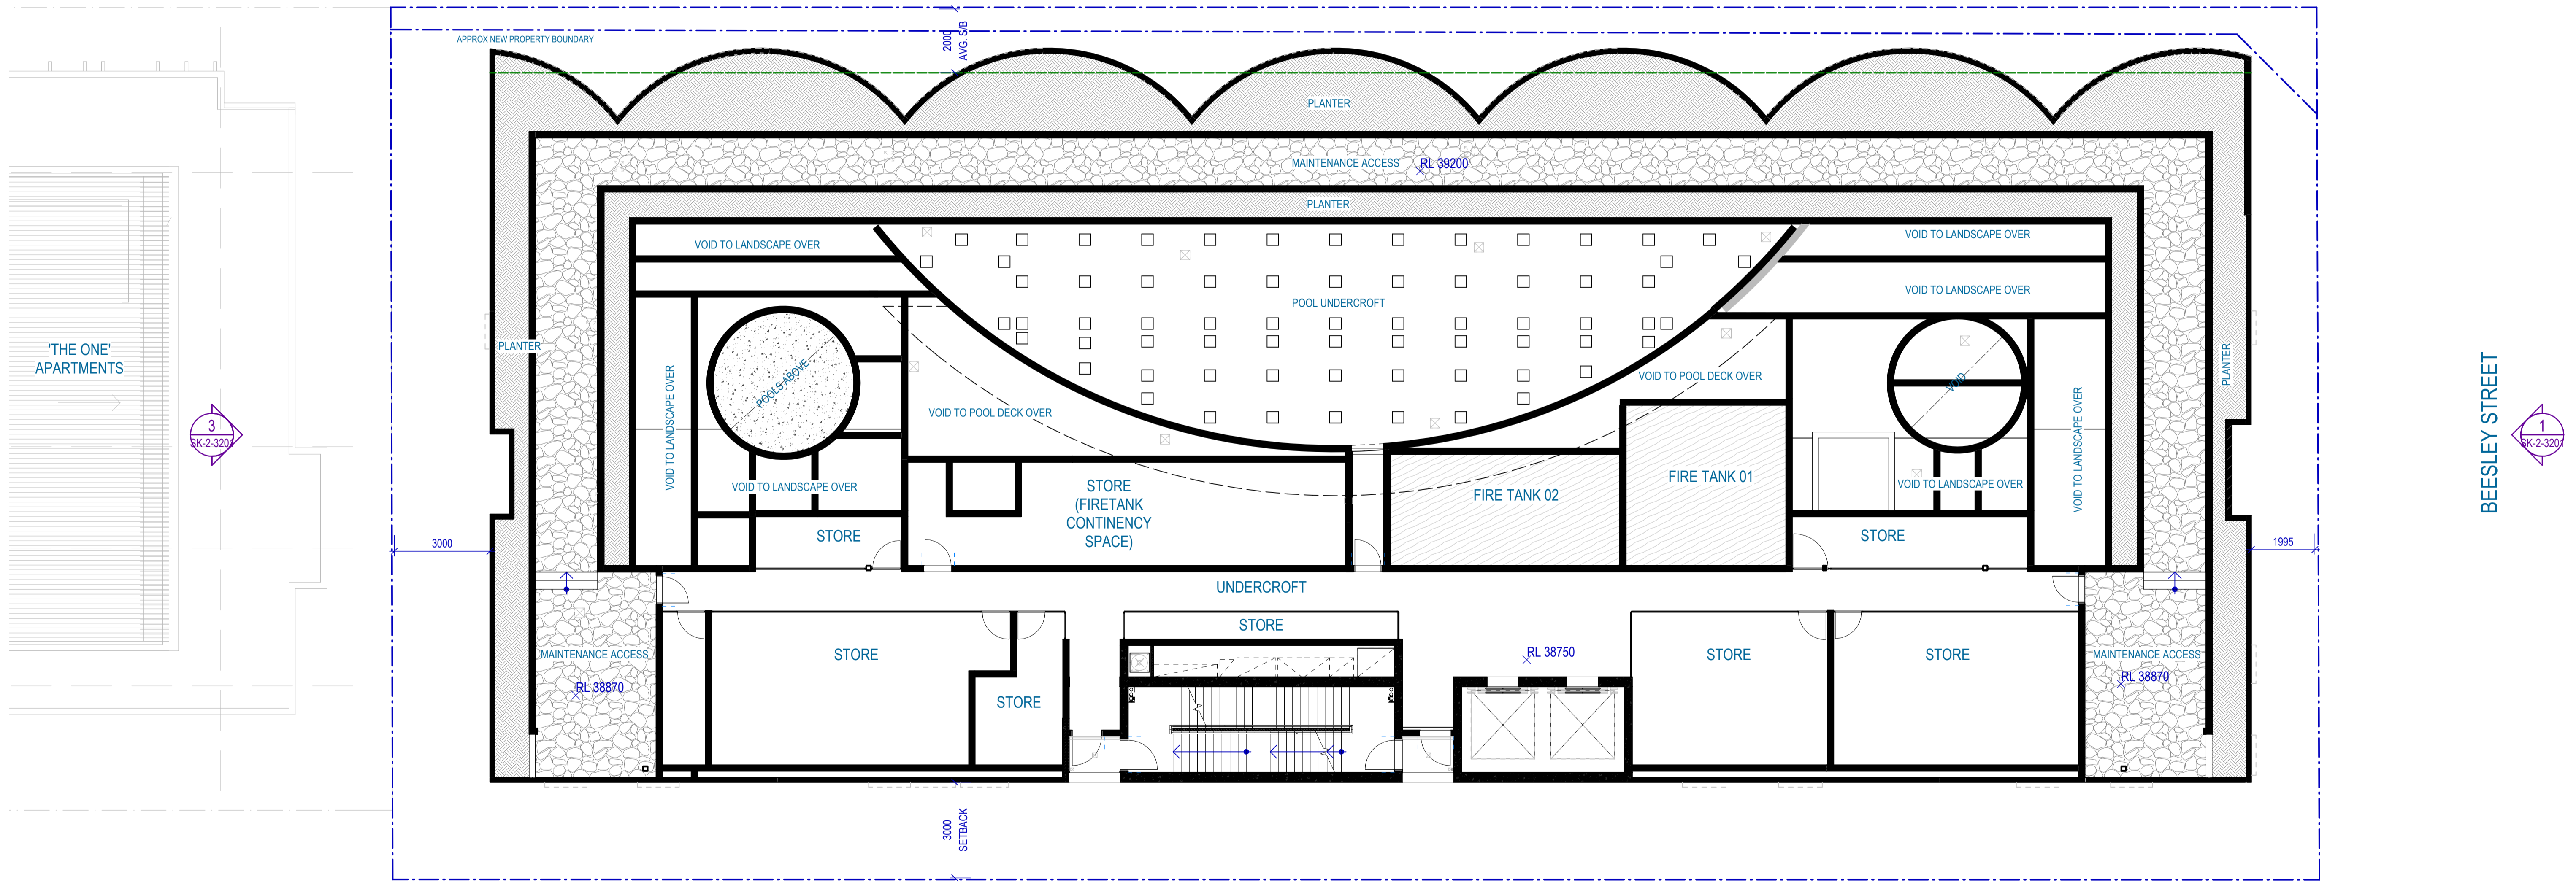 APPROX NEW PROPERTY BOUNDARY
2000
AVG. S/B
PLANTER
MAINTENANCE ACCESS
RL 39200
PLANTER
VOID TO LANDSCAPE OVER
VOID TO LANDSCAPE OVER
POOL UNDERCROFT
VOID TO LANDSCAPE OVER
'THE ONE'
APARTMENTS
PLANTER
POOLS ABOVE
VOID TO LANDSCAPE OVER
VOID TO POOL DECK OVER
VOID TO POOL DECK OVER
VOID
VOID TO LANDSCAPE OVER
PLANTER
BEESLEY STREET
3
SK-2-3201
1
SK-2-3201
VOID TO LANDSCAPE OVER
STORE
(FIRETANK
CONTINENCY
SPACE)
FIRE TANK 02
FIRE TANK 01
VOID TO LANDSCAPE OVER
STORE
STORE
3000
1995
UNDERCROFT
STORE
MAINTENANCE ACCESS
RL 38870
STORE
STORE
RL 38750
STORE
STORE
MAINTENANCE ACCESS
RL 38870
3000
SETBACK